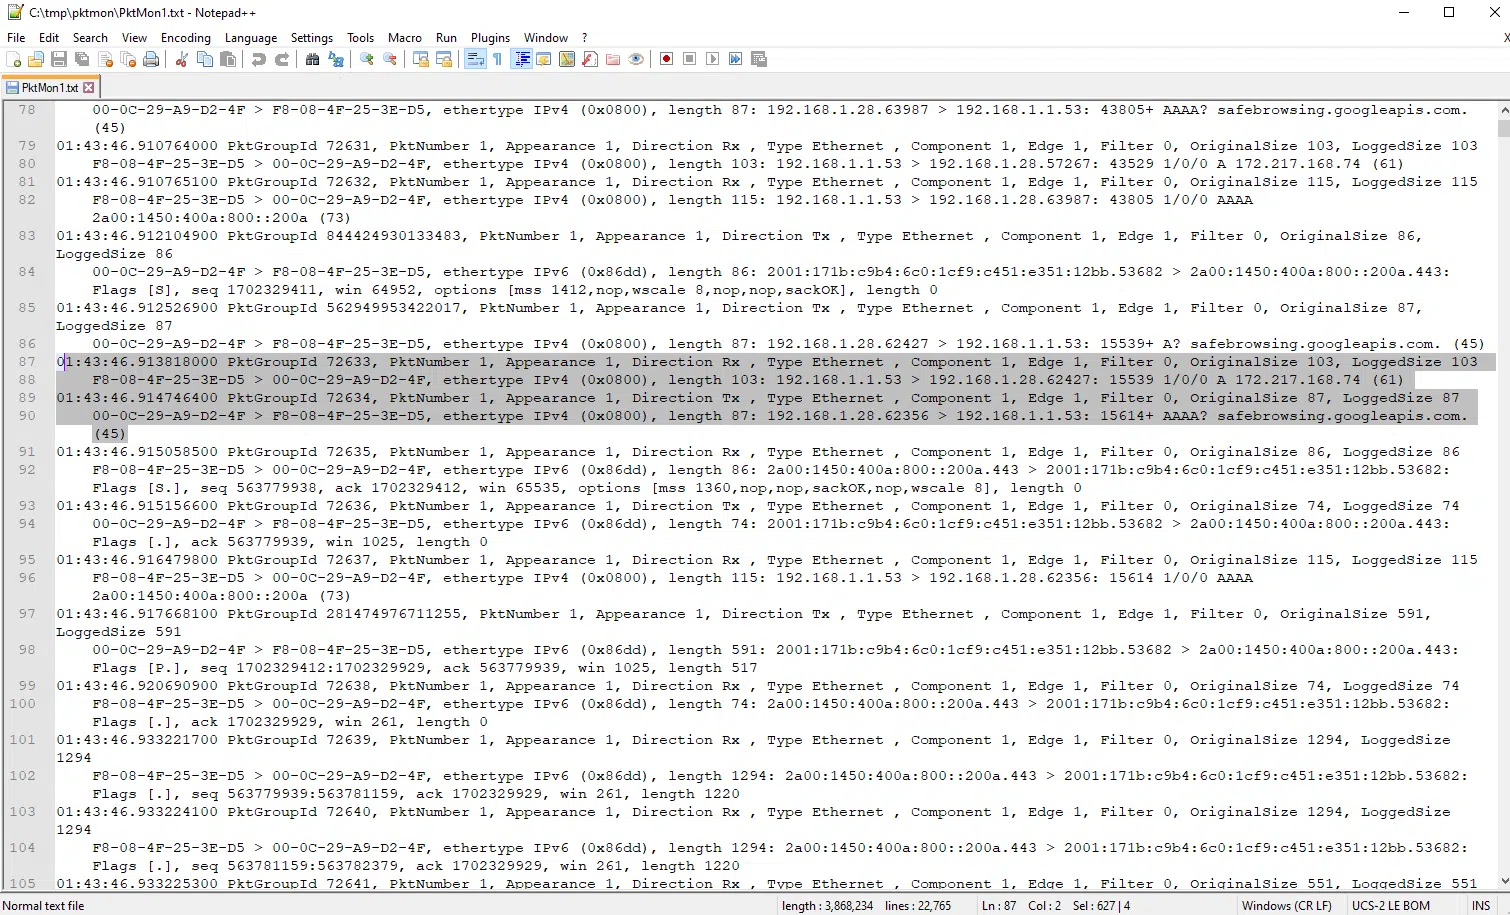 C:\tmp\pktmon\PktMon1.txt - Notepad++
File Edit Search View Encoding Language Settings Tools Macro Run Plugins Window ? X
PktMon1.txt
78 00-0C-29-A9-D2-4F > F8-08-4F-25-3E-D5, ethertype IPv4 (0x0800), length 87: 192.168.1.28.63987 > 192.168.1.1.53: 43805+ AAAA? safebrowsing.googleapis.com.
(45)
79 01:43:46.910764000 PktGroupId 72631, PktNumber 1, Appearance 1, Direction Rx , Type Ethernet , Component 1, Edge 1, Filter 0, OriginalSize 103, LoggedSize 103
80 F8-08-4F-25-3E-D5 > 00-0C-29-A9-D2-4F, ethertype IPv4 (0x0800), length 103: 192.168.1.1.53 > 192.168.1.28.57267: 43529 1/0/0 A 172.217.168.74 (61)
81 01:43:46.910765100 PktGroupId 72632, PktNumber 1, Appearance 1, Direction Rx , Type Ethernet , Component 1, Edge 1, Filter 0, OriginalSize 115, LoggedSize 115
82 F8-08-4F-25-3E-D5 > 00-0C-29-A9-D2-4F, ethertype IPv4 (0x0800), length 115: 192.168.1.1.53 > 192.168.1.28.63987: 43805 1/0/0 AAAA
2a00:1450:400a:800::200a (73)
83 01:43:46.912104900 PktGroupId 844424930133483, PktNumber 1, Appearance 1, Direction Tx , Type Ethernet , Component 1, Edge 1, Filter 0, OriginalSize 86,
LoggedSize 86
84 00-0C-29-A9-D2-4F > F8-08-4F-25-3E-D5, ethertype IPv6 (0x86dd), length 86: 2001:171b:c9b4:6c0:1cf9:c451:e351:12bb.53682 > 2a00:1450:400a:800::200a.443:
Flags [S], seq 1702329411, win 64952, options [mss 1412,nop,wscale 8,nop,nop,sackOK], length 0
85 01:43:46.912526900 PktGroupId 562949953422017, PktNumber 1, Appearance 1, Direction Tx , Type Ethernet , Component 1, Edge 1, Filter 0, OriginalSize 87,
LoggedSize 87
86 00-0C-29-A9-D2-4F > F8-08-4F-25-3E-D5, ethertype IPv4 (0x0800), length 87: 192.168.1.28.62427 > 192.168.1.1.53: 15539+ A? safebrowsing.googleapis.com. (45)
87 01:43:46.913818000 PktGroupId 72633, PktNumber 1, Appearance 1, Direction Rx , Type Ethernet , Component 1, Edge 1, Filter 0, OriginalSize 103, LoggedSize 103
88 F8-08-4F-25-3E-D5 > 00-0C-29-A9-D2-4F, ethertype IPv4 (0x0800), length 103: 192.168.1.1.53 > 192.168.1.28.62427: 15539 1/0/0 A 172.217.168.74 (61)
89 01:43:46.914746400 PktGroupId 72634, PktNumber 1, Appearance 1, Direction Tx , Type Ethernet , Component 1, Edge 1, Filter 0, OriginalSize 87, LoggedSize 87
90 00-0C-29-A9-D2-4F > F8-08-4F-25-3E-D5, ethertype IPv4 (0x0800), length 87: 192.168.1.28.62356 > 192.168.1.1.53: 15614+ AAAA? safebrowsing.googleapis.com.
(45)
91 01:43:46.915058500 PktGroupId 72635, PktNumber 1, Appearance 1, Direction Rx , Type Ethernet , Component 1, Edge 1, Filter 0, OriginalSize 86, LoggedSize 86
92 F8-08-4F-25-3E-D5 > 00-0C-29-A9-D2-4F, ethertype IPv6 (0x86dd), length 86: 2a00:1450:400a:800::200a.443 > 2001:171b:c9b4:6c0:1cf9:c451:e351:12bb.53682:
Flags [S.], seq 563779938, ack 1702329412, win 65535, options [mss 1360,nop,nop,sackOK,nop,wscale 8], length 0
93 01:43:46.915156600 PktGroupId 72636, PktNumber 1, Appearance 1, Direction Tx , Type Ethernet , Component 1, Edge 1, Filter 0, OriginalSize 74, LoggedSize 74
94 00-0C-29-A9-D2-4F > F8-08-4F-25-3E-D5, ethertype IPv6 (0x86dd), length 74: 2001:171b:c9b4:6c0:1cf9:c451:e351:12bb.53682 > 2a00:1450:400a:800::200a.443:
Flags [.], ack 563779939, win 1025, length 0
95 01:43:46.916479800 PktGroupId 72637, PktNumber 1, Appearance 1, Direction Rx , Type Ethernet , Component 1, Edge 1, Filter 0, OriginalSize 115, LoggedSize 115
96 F8-08-4F-25-3E-D5 > 00-0C-29-A9-D2-4F, ethertype IPv4 (0x0800), length 115: 192.168.1.1.53 > 192.168.1.28.62356: 15614 1/0/0 AAAA
2a00:1450:400a:800::200a (73)
97 01:43:46.917668100 PktGroupId 281474976711255, PktNumber 1, Appearance 1, Direction Tx , Type Ethernet , Component 1, Edge 1, Filter 0, OriginalSize 591,
LoggedSize 591
98 00-0C-29-A9-D2-4F > F8-08-4F-25-3E-D5, ethertype IPv6 (0x86dd), length 591: 2001:171b:c9b4:6c0:1cf9:c451:e351:12bb.53682 > 2a00:1450:400a:800::200a.443:
Flags [P.], seq 1702329412:1702329929, ack 563779939, win 1025, length 517
99 01:43:46.920690900 PktGroupId 72638, PktNumber 1, Appearance 1, Direction Rx , Type Ethernet , Component 1, Edge 1, Filter 0, OriginalSize 74, LoggedSize 74
100 F8-08-4F-25-3E-D5 > 00-0C-29-A9-D2-4F, ethertype IPv6 (0x86dd), length 74: 2a00:1450:400a:800::200a.443 > 2001:171b:c9b4:6c0:1cf9:c451:e351:12bb.53682:
Flags [.], ack 1702329929, win 261, length 0
101 01:43:46.933221700 PktGroupId 72639, PktNumber 1, Appearance 1, Direction Rx , Type Ethernet , Component 1, Edge 1, Filter 0, OriginalSize 1294, LoggedSize
1294
102 F8-08-4F-25-3E-D5 > 00-0C-29-A9-D2-4F, ethertype IPv6 (0x86dd), length 1294: 2a00:1450:400a:800::200a.443 > 2001:171b:c9b4:6c0:1cf9:c451:e351:12bb.53682:
Flags [.], seq 563779939:563781159, ack 1702329929, win 261, length 1220
103 01:43:46.933224100 PktGroupId 72640, PktNumber 1, Appearance 1, Direction Rx , Type Ethernet , Component 1, Edge 1, Filter 0, OriginalSize 1294, LoggedSize
1294
104 F8-08-4F-25-3E-D5 > 00-0C-29-A9-D2-4F, ethertype IPv6 (0x86dd), length 1294: 2a00:1450:400a:800::200a.443 > 2001:171b:c9b4:6c0:1cf9:c451:e351:12bb.53682:
Flags [.], seq 563781159:563782379, ack 1702329929, win 261, length 1220
105 01:43:46.933225300 PktGroupId 72641, PktNumber 1, Appearance 1, Direction Rx , Type Ethernet , Component 1, Edge 1, Filter 0, OriginalSize 551, LoggedSize 551
Normal text file length : 3,868,234 lines : 22,765 Ln : 87 Col : 2 Sel : 627 | 4 Windows (CR LF) UCS-2 LE BOM INS